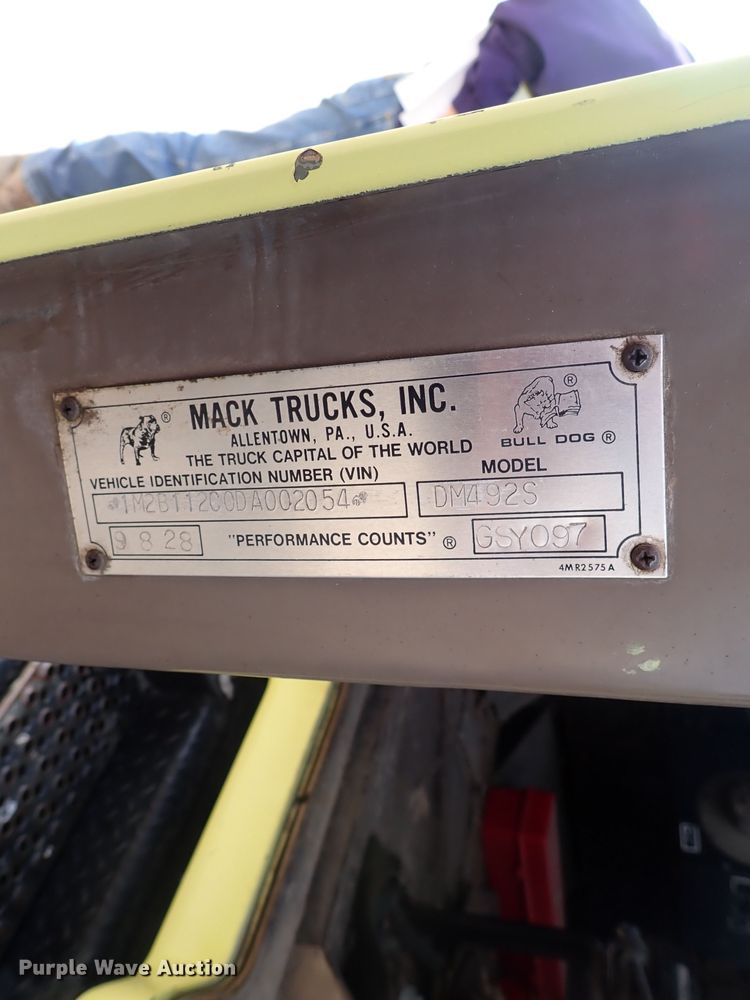 MACK TRUCKS, INC.
ALLENTOWN, PA., U.S.A.
THE TRUCK CAPITAL OF THE WORLD
BULL DOG ®
VEHICLE IDENTIFICATION NUMBER (VIN)
MODEL
1M2B112C0DA002054
DM492S
9 8 28
"PERFORMANCE COUNTS" ®
GSY097
4MR2575A
Purple Wave Auction